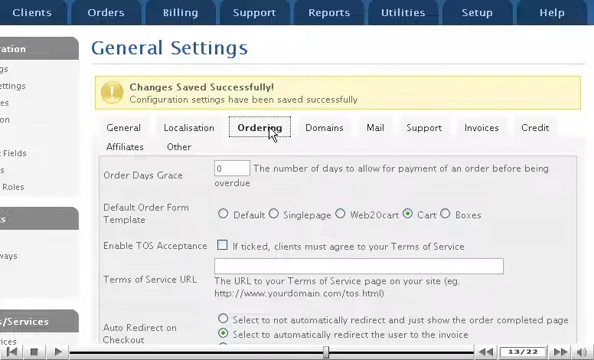 Clients Orders Billing Support Reports Utilities Setup Help
General Settings
Changes Saved Successfully!
Configuration settings have been saved successfully
General Localisation Ordering Domains Mail Support Invoices Credit
Affiliates Other
Order Days Grace 0 The number of days to allow for payment of an order before being
overdue
Default Order Form
Template
Default Singlepage Web20cart Cart Boxes
Enable TOS Acceptance If ticked, clients must agree to your Terms of Service
Terms of Service URL
The URL to your Terms of Service page on your site (eg.
http://www.yourdomain.com/tos html)
Auto Redirect on
Checkout
Select to not automatically redirect and just show the order completed page
Select to automatically redirect the user to the invoice
Fields
Roles
s/Services
13/22